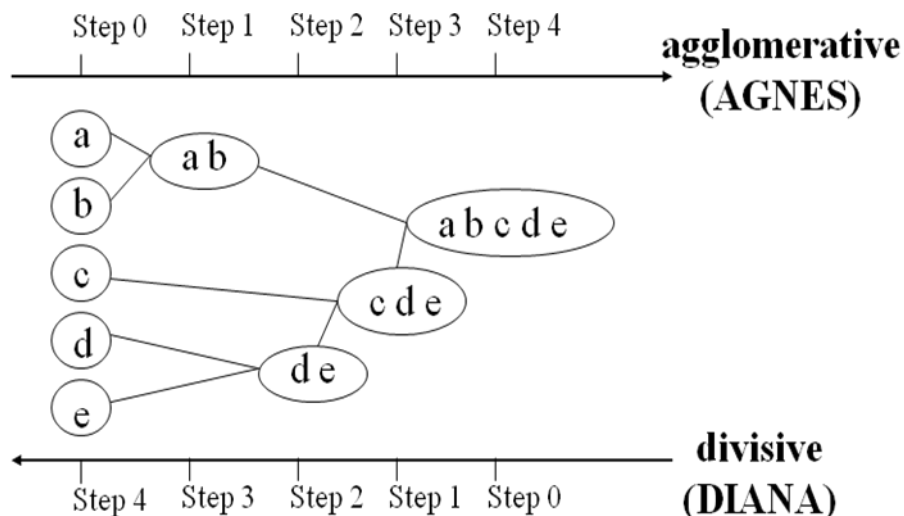 Step 0 Step 1 Step 2 Step 3 Step 4
agglomerative
(AGNES)
a
a b
b
a b c d e
c
c d e
d
d e
e
divisive
(DIANA)
Step 4 Step 3 Step 2 Step 1 Step 0